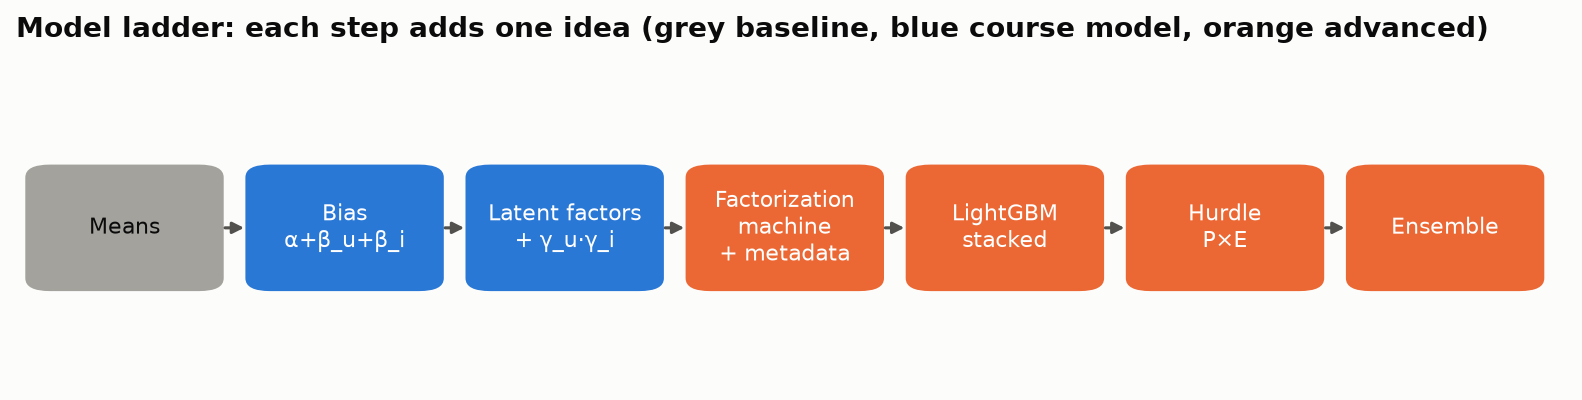 Model ladder: each step adds one idea (grey baseline, blue course model, orange advanced)
Means
Bias
α+β_u+β_i
Latent factors
+ γ_u·γ_i
Factorization
machine
+ metadata
LightGBM
stacked
Hurdle
P×E
Ensemble